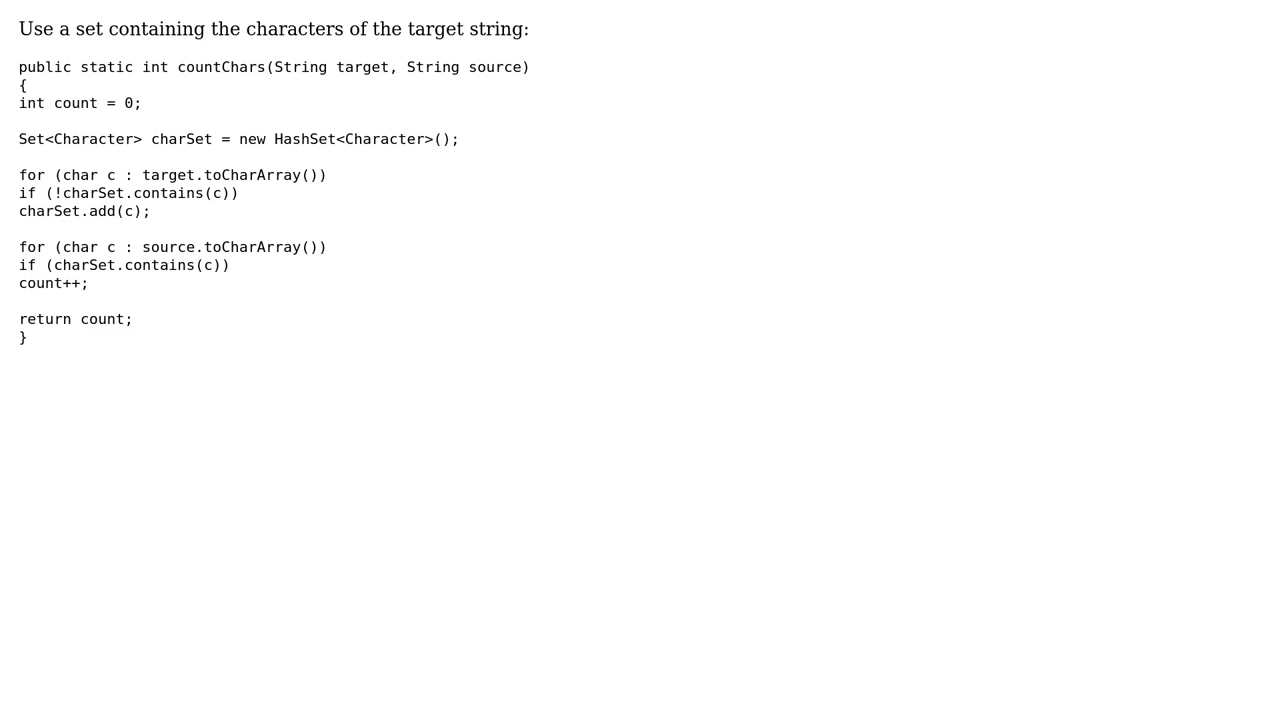 Use a set containing the characters of the target string:
public static int countChars(String target, String source)
{
int count = 0;
Set<Character> charSet = new HashSet<Character>();
for (char c : target.toCharArray())
if (!charSet.contains(c))
charSet.add(c);
for (char c : source.toCharArray())
if (charSet.contains(c))
count++;
return count;
}